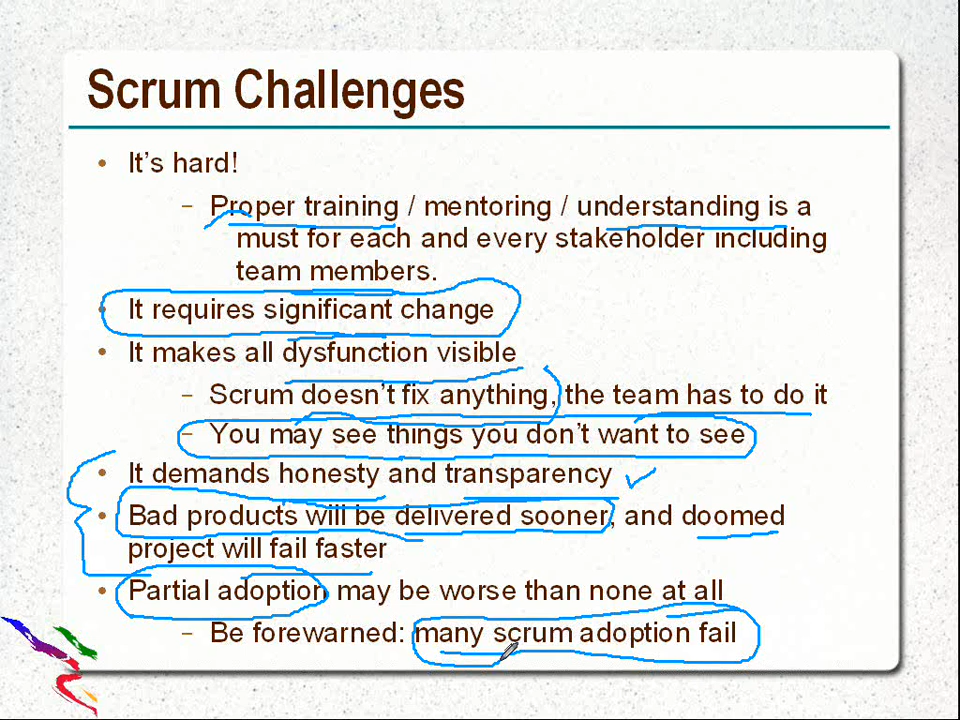 Scrum Challenges
• It's hard!
– Proper training / mentoring / understanding is a
must for each and every stakeholder including
team members.
• It requires significant change
• It makes all dysfunction visible
– Scrum doesn't fix anything, the team has to do it
– You may see things you don't want to see
• It demands honesty and transparency
• Bad products will be delivered sooner, and doomed
project will fail faster
• Partial adoption may be worse than none at all
– Be forewarned: many scrum adoption fail